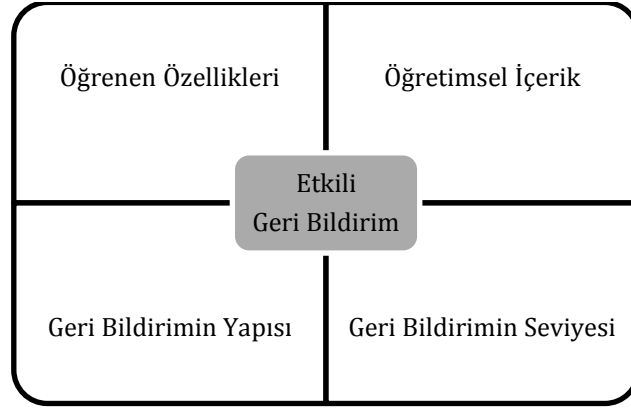 Öğrenen Özellikleri
Öğretimsel İçerik
Etkili
Geri Bildirim
Geri Bildirimin Yapısı
Geri Bildirimin Seviyesi